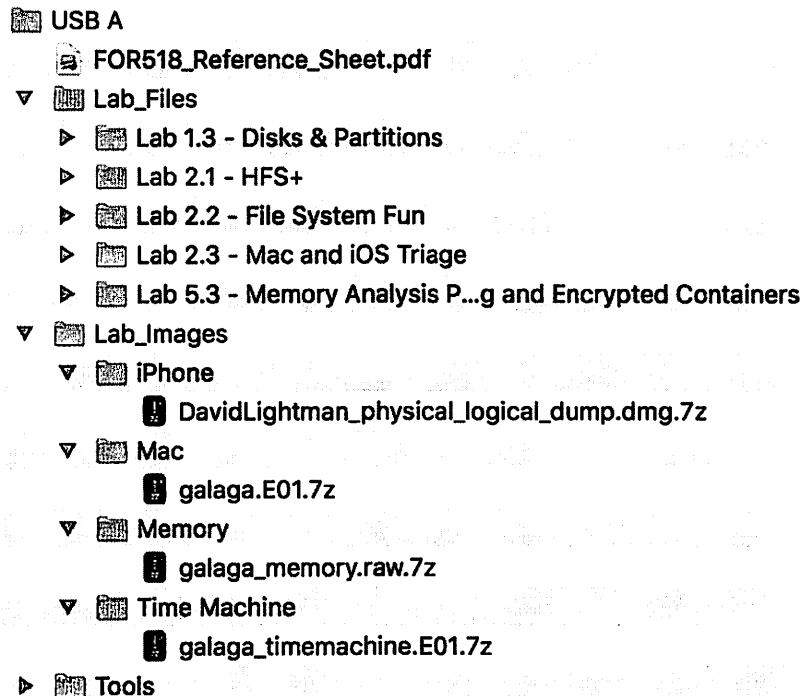 USB A
FOR518_Reference_Sheet.pdf
Lab_Files
Lab 1.3 - Disks & Partitions
Lab 2.1 - HFS+
Lab 2.2 - File System Fun
Lab 2.3 - Mac and iOS Triage
Lab 5.3 - Memory Analysis P...g and Encrypted Containers
Lab_Images
iPhone
DavidLightman_physical_logical_dump.dmg.7z
Mac
galaga.E01.7z
Memory
galaga_memory.raw.7z
Time Machine
galaga_timemachine.E01.7z
Tools